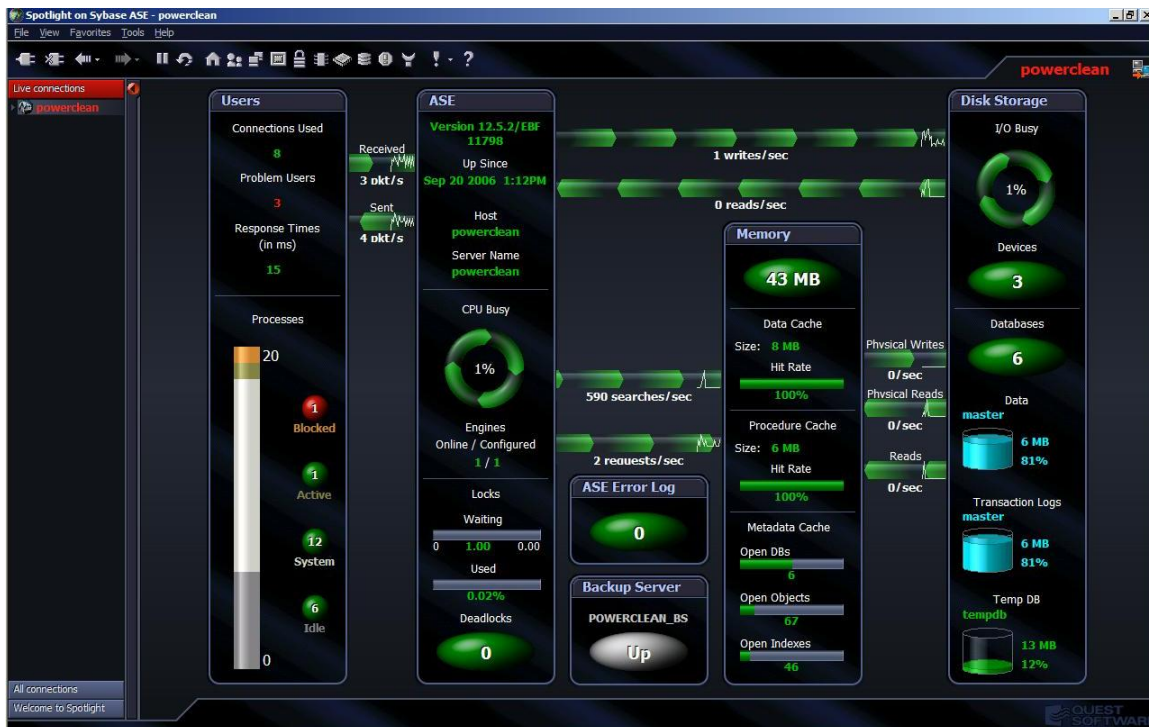 Spotlight on Sybase ASE - powerclean
File View Favorites Tools Help
powerclean
Live connections
powerclean
Users
Connections Used
8
Problem Users
3
Response Times
(in ms)
15
Processes
20
1
Blocked
1
Active
12
System
6
Idle
0
Received
3 pkt/s
Sent
4 pkt/s
ASE
Version 12.5.2/EBF
11798
Up Since
Sep 20 2006 1:12PM
Host
powerclean
Server Name
powerclean
CPU Busy
1%
Engines
Online / Configured
1 / 1
Locks
Waiting
0 1.00 0.00
Used
0.02%
Deadlocks
0
1 writes/sec
0 reads/sec
590 searches/sec
2 requests/sec
ASE Error Log
0
Backup Server
POWERCLEAN_BS
Up
Memory
43 MB
Data Cache
Size: 8 MB
Hit Rate
100%
Procedure Cache
Size: 6 MB
Hit Rate
100%
Metadata Cache
Open DBs
6
Open Objects
67
Open Indexes
46
Physical Writes
0/sec
Physical Reads
0/sec
Reads
0/sec
Disk Storage
I/O Busy
1%
Devices
3
Databases
6
Data
master
6 MB
81%
Transaction Logs
master
6 MB
81%
Temp DB
tempdb
13 MB
12%
All connections
Welcome to Spotlight
QUEST
SOFTWARE